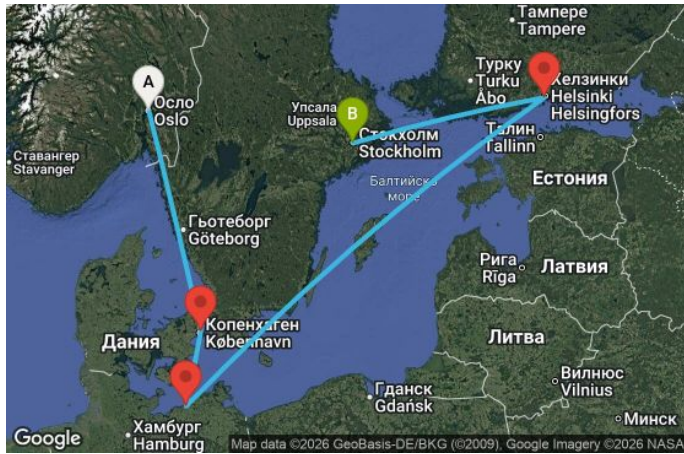 Тампере
Tampere
A
Осло
Oslo
Турку
Turku
Åbo
Хелзинки
Helsinki
Helsingfors
Упсала
Uppsala
B
Стокхолм
Stockholm
Талин
Tallinn
Ставангер
Stavanger
Балтийско
море
Естония
Гьотеборг
Göteborg
Рига
Rīga
Латвия
Дания
Копенхаген
København
Литва
Вилнюс
Vilnius
Гданск
Gdańsk
Минск
Хамбург
Hamburg
Google
Map data ©2026 GeoBasis-DE/BKG (©2009), Google Imagery ©2026 NASA